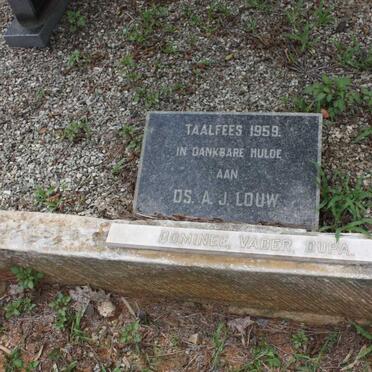 TAALFEES 1959.
IN DANKBARE HULDE
AAN
DS. A. J. LOUW
DOMINEE, VADER, OUPA.